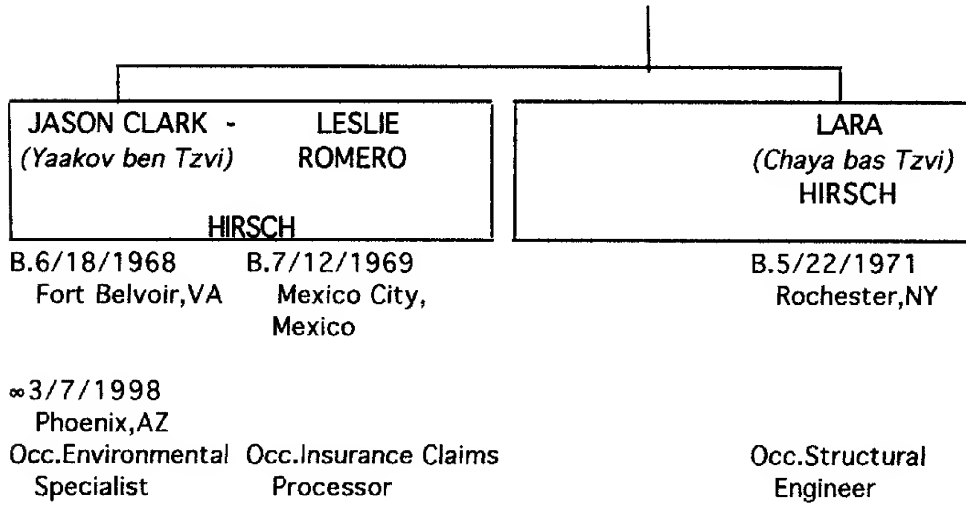 JASON CLARK - LESLIE
(Yaakov ben Tzvi) ROMERO
HIRSCH
B.6/18/1968 B.7/12/1969
Fort Belvoir,VA Mexico City,
Mexico
∞3/7/1998
Phoenix,AZ
Occ.Environmental Occ.Insurance Claims
Specialist Processor
LARA
(Chaya bas Tzvi)
HIRSCH
B.5/22/1971
Rochester,NY
Occ.Structural
Engineer